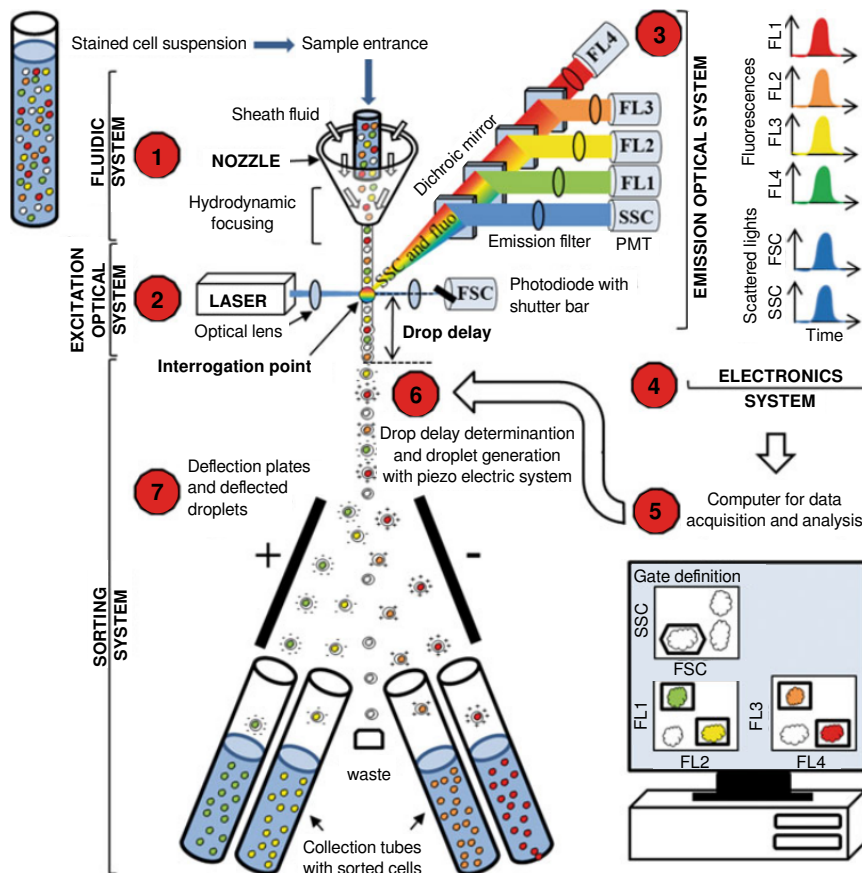 Stained cell suspension
Sample entrance
Sheath fluid
NOZZLE
Hydrodynamic
focusing
1
FLUIDIC
SYSTEM
2
EXCITATION
OPTICAL
SYSTEM
LASER
Optical lens
Interrogation point
SSC and fluo
Dichroic mirror
FL4
FL3
FL2
FL1
SSC
Emission filter
PMT
FSC
Photodiode with
shutter bar
Drop delay
3
EMISSION OPTICAL SYSTEM
Fluorescences
FL1
FL2
FL3
FL4
Scattered lights
FSC
SSC
Time
4
ELECTRONICS
SYSTEM
5
Computer for data
acquisition and analysis
6
Drop delay determinantion
and droplet generation
with piezo electric system
7
Deflection plates
and deflected
droplets
+
-
SORTING
SYSTEM
waste
Collection tubes
with sorted cells
Gate definition
SSC
FSC
FL1
FL2
FL3
FL4